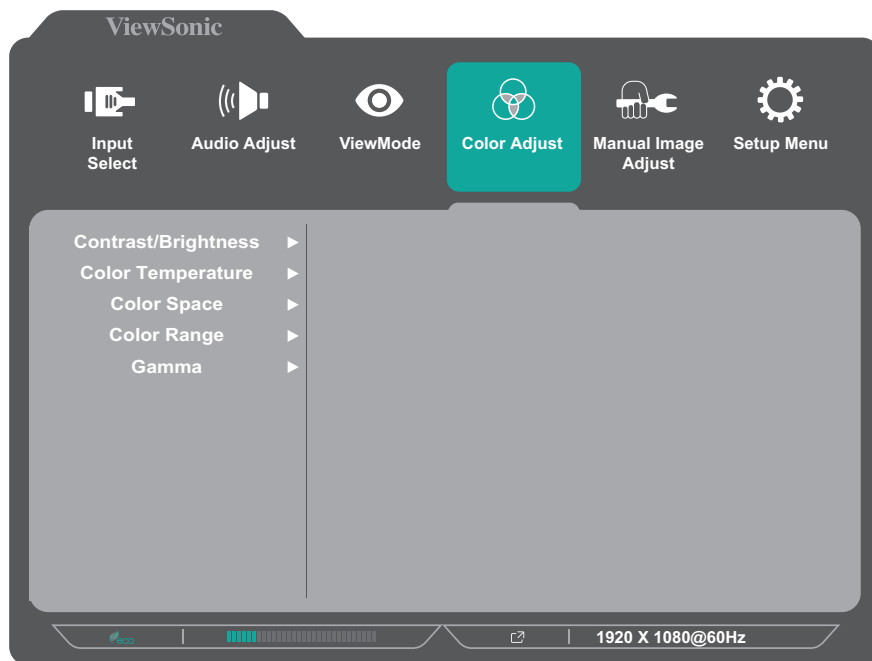 ViewSonic
Input
Select
Audio Adjust
ViewMode
Color Adjust
Manual Image
Adjust
Setup Menu
Contrast/Brightness
Color Temperature
Color Space
Color Range
Gamma
eco
1920 X 1080@60Hz